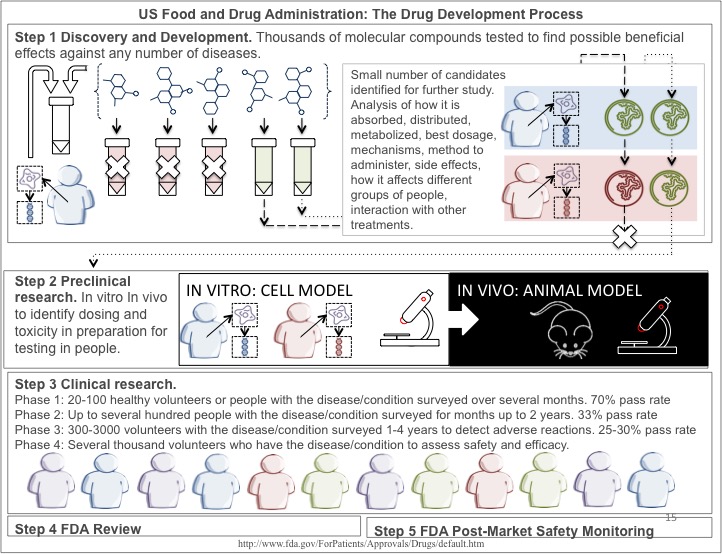 US Food and Drug Administration: The Drug Development Process
Step 1 Discovery and Development. Thousands of molecular compounds tested to find possible beneficial
effects against any number of diseases.
Small number of candidates
identified for further study.
Analysis of how it is
absorbed, distributed,
metabolized, best dosage,
mechanisms, method to
administer, side effects,
how it affects different
groups of people,
interaction with other
treatments.
Step 2 Preclinical
research. In vitro In vivo
to identify dosing and
toxicity in preparation for
testing in people.
IN VITRO: CELL MODEL
IN VIVO: ANIMAL MODEL
Step 3 Clinical research.
Phase 1: 20-100 healthy volunteers or people with the disease/condition surveyed over several months. 70% pass rate
Phase 2: Up to several hundred people with the disease/condition surveyed for months up to 2 years. 33% pass rate
Phase 3: 300-3000 volunteers with the disease/condition surveyed 1-4 years to detect adverse reactions. 25-30% pass rate
Phase 4: Several thousand volunteers who have the disease/condition to assess safety and efficacy.
15
Step 4 FDA Review
Step 5 FDA Post-Market Safety Monitoring
http://www.fda.gov/ForPatients/Approvals/Drugs/default.htm